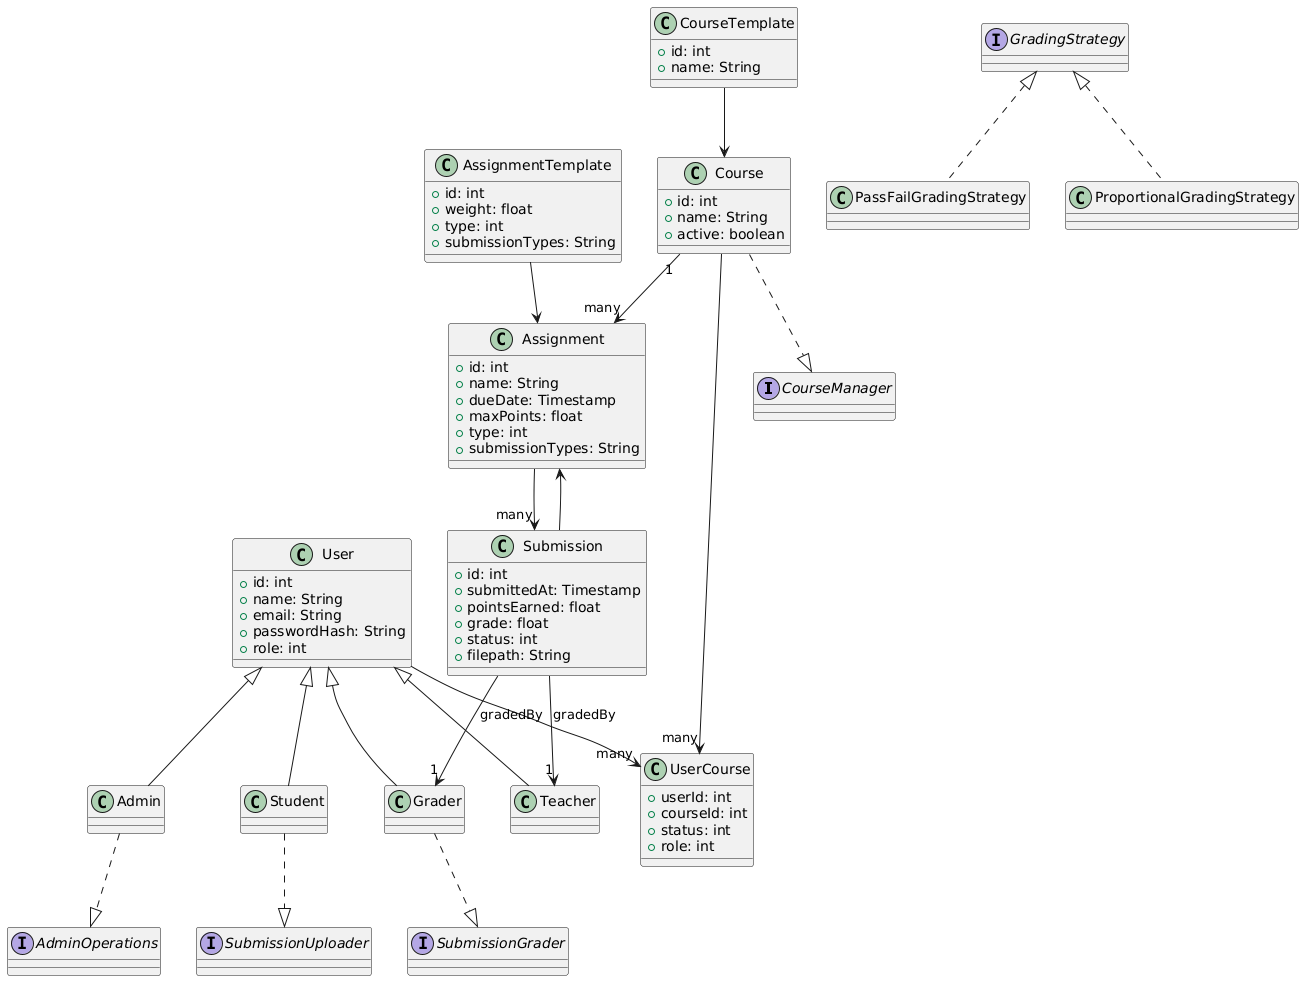 C CourseTemplate
+ id: int
+ name: String
I GradingStrategy
C AssignmentTemplate
+ id: int
+ weight: float
+ type: int
+ submissionTypes: String
C Course
+ id: int
+ name: String
+ active: boolean
C PassFailGradingStrategy
C ProportionalGradingStrategy
1
many
C Assignment
+ id: int
+ name: String
+ dueDate: Timestamp
+ maxPoints: float
+ type: int
+ submissionTypes: String
I CourseManager
many
C User
+ id: int
+ name: String
+ email: String
+ passwordHash: String
+ role: int
C Submission
+ id: int
+ submittedAt: Timestamp
+ pointsEarned: float
+ grade: float
+ status: int
+ filepath: String
gradedBy
gradedBy
1
1
many
many
C Admin
C Student
C Grader
C Teacher
C UserCourse
+ userId: int
+ courseId: int
+ status: int
+ role: int
I AdminOperations
I SubmissionUploader
I SubmissionGrader